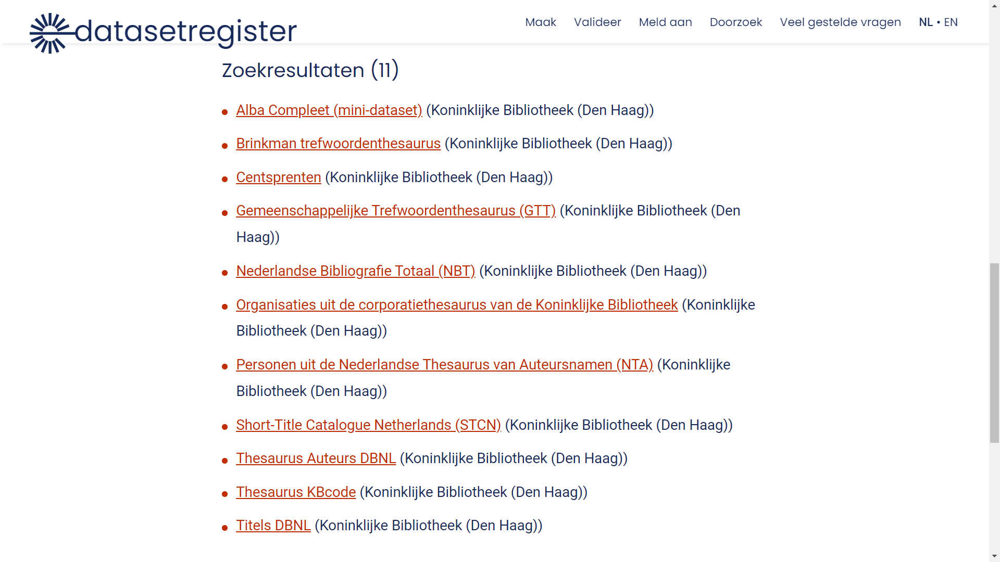 datasetregister
Maak Valideer Meld aan Doorzoek Veel gestelde vragen NL • EN
Zoekresultaten (11)
Alba Compleet (mini-dataset) (Koninklijke Bibliotheek (Den Haag))
Brinkman trefwoordenthesaurus (Koninklijke Bibliotheek (Den Haag))
Centsprenten (Koninklijke Bibliotheek (Den Haag))
Gemeenschappelijke Trefwoordenthesaurus (GTT) (Koninklijke Bibliotheek (Den
Haag))
Nederlandse Bibliografie Totaal (NBT) (Koninklijke Bibliotheek (Den Haag))
Organisaties uit de corporatiethesaurus van de Koninklijke Bibliotheek (Koninklijke
Bibliotheek (Den Haag))
Personen uit de Nederlandse Thesaurus van Auteursnamen (NTA) (Koninklijke
Bibliotheek (Den Haag))
Short-Title Catalogue Netherlands (STCN) (Koninklijke Bibliotheek (Den Haag))
Thesaurus Auteurs DBNL (Koninklijke Bibliotheek (Den Haag))
Thesaurus KBcode (Koninklijke Bibliotheek (Den Haag))
Titels DBNL (Koninklijke Bibliotheek (Den Haag))